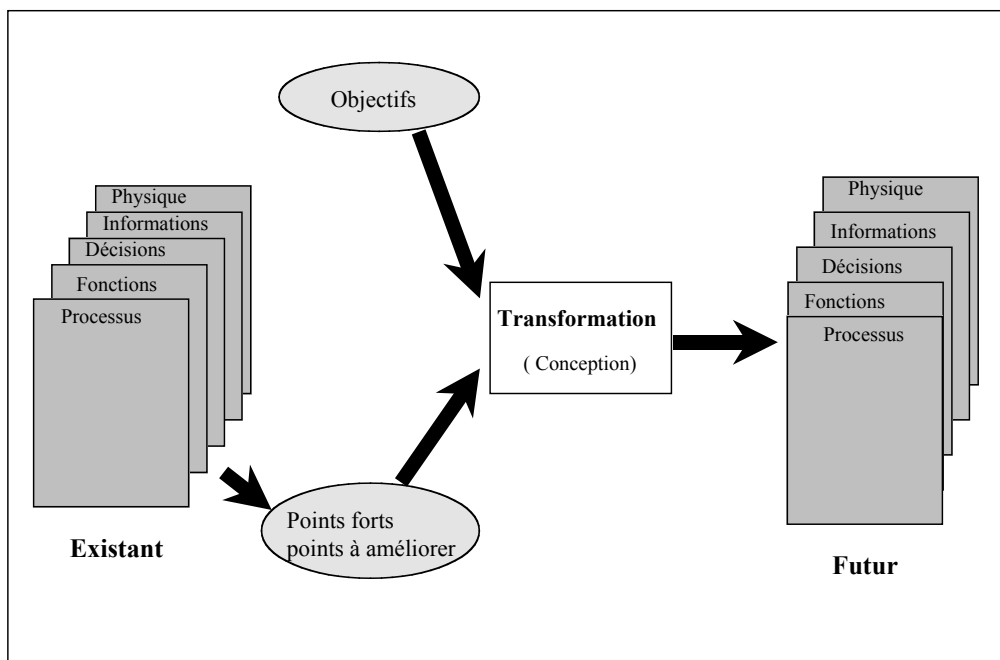 Objectifs
Physique
Informations
Décisions
Fonctions
Processus
Existant
Points forts
points à améliorer
Transformation
( Conception)
Physique
Informations
Décisions
Fonctions
Processus
Futur